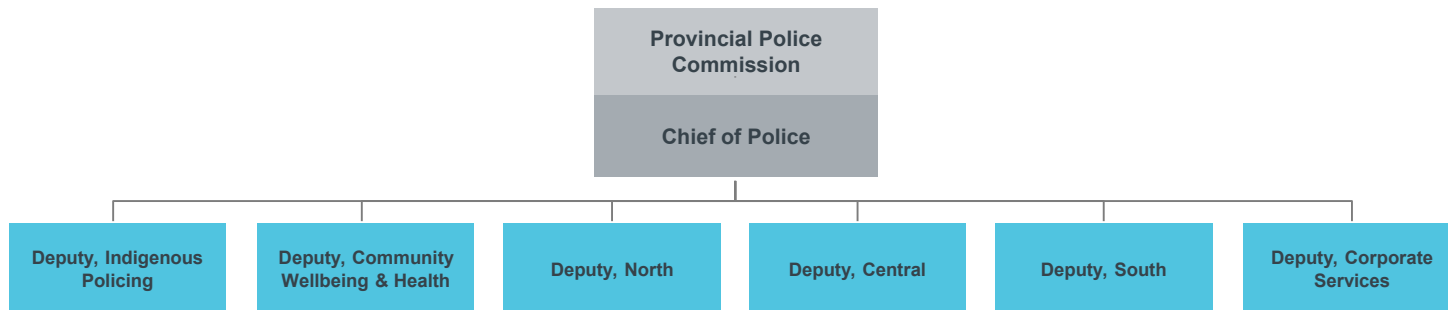 Provincial Police
Commission
Chief of Police
Deputy, Indigenous
Policing
Deputy, Community
Wellbeing & Health
Deputy, North
Deputy, Central
Deputy, South
Deputy, Corporate
Services